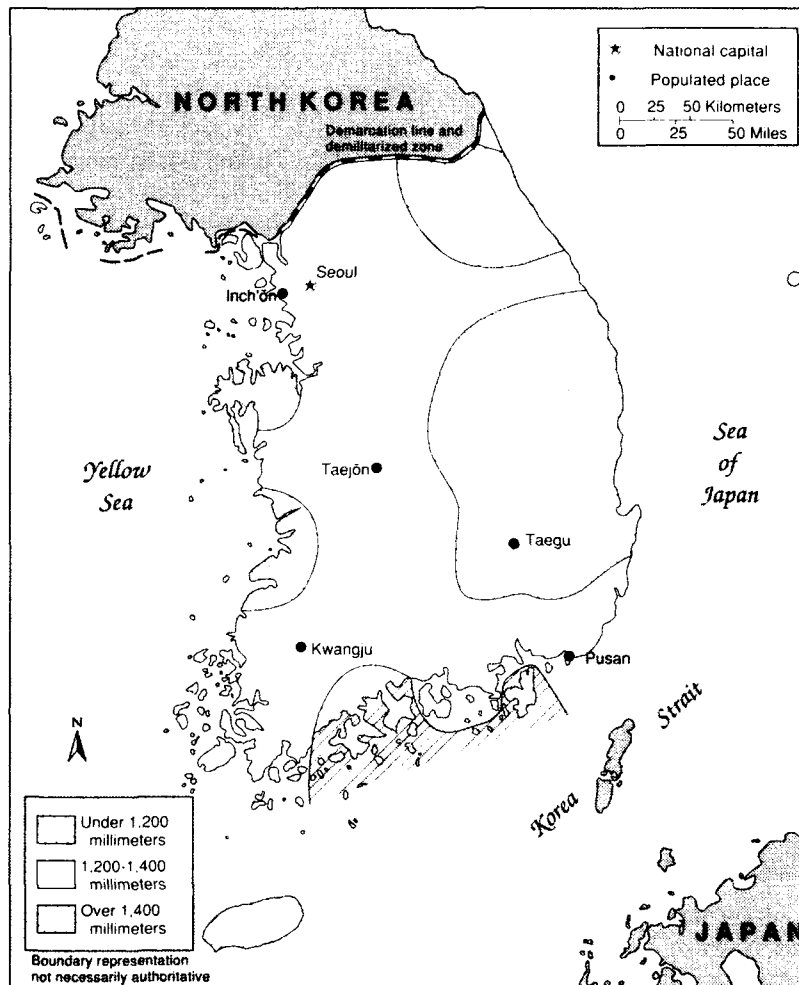 National capital
Populated place
0 25 50 Kilometers
0 25 50 Miles
NORTH KOREA
Demarcation line and
demilitarized zone
Seoul
Inch'ŏn
Yellow
Sea
Taejŏn
Sea
of
Japan
Taegu
Kwangju
Pusan
N
Korea
Strait
Under 1,200
millimeters
1,200-1,400
millimeters
Over 1,400
millimeters
JAPAN
Boundary representation
not necessarily authoritative